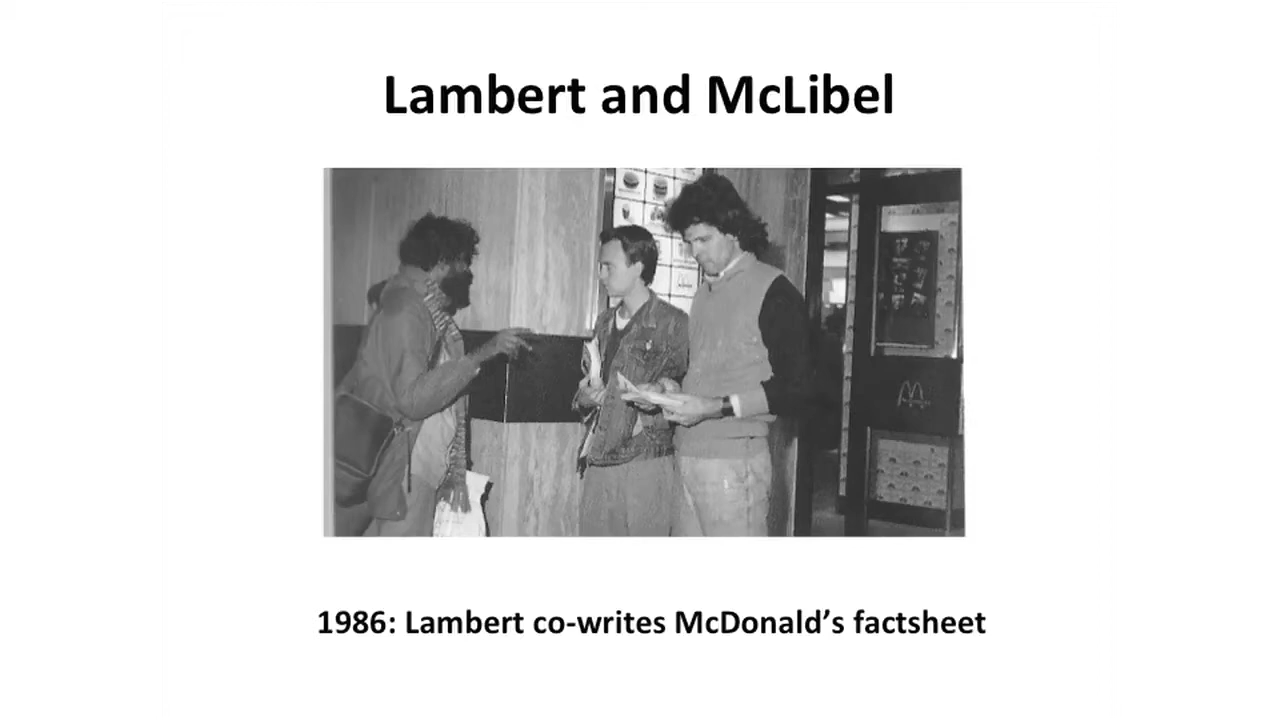 Lambert and McLibel
1986: Lambert co-writes McDonald’s factsheet